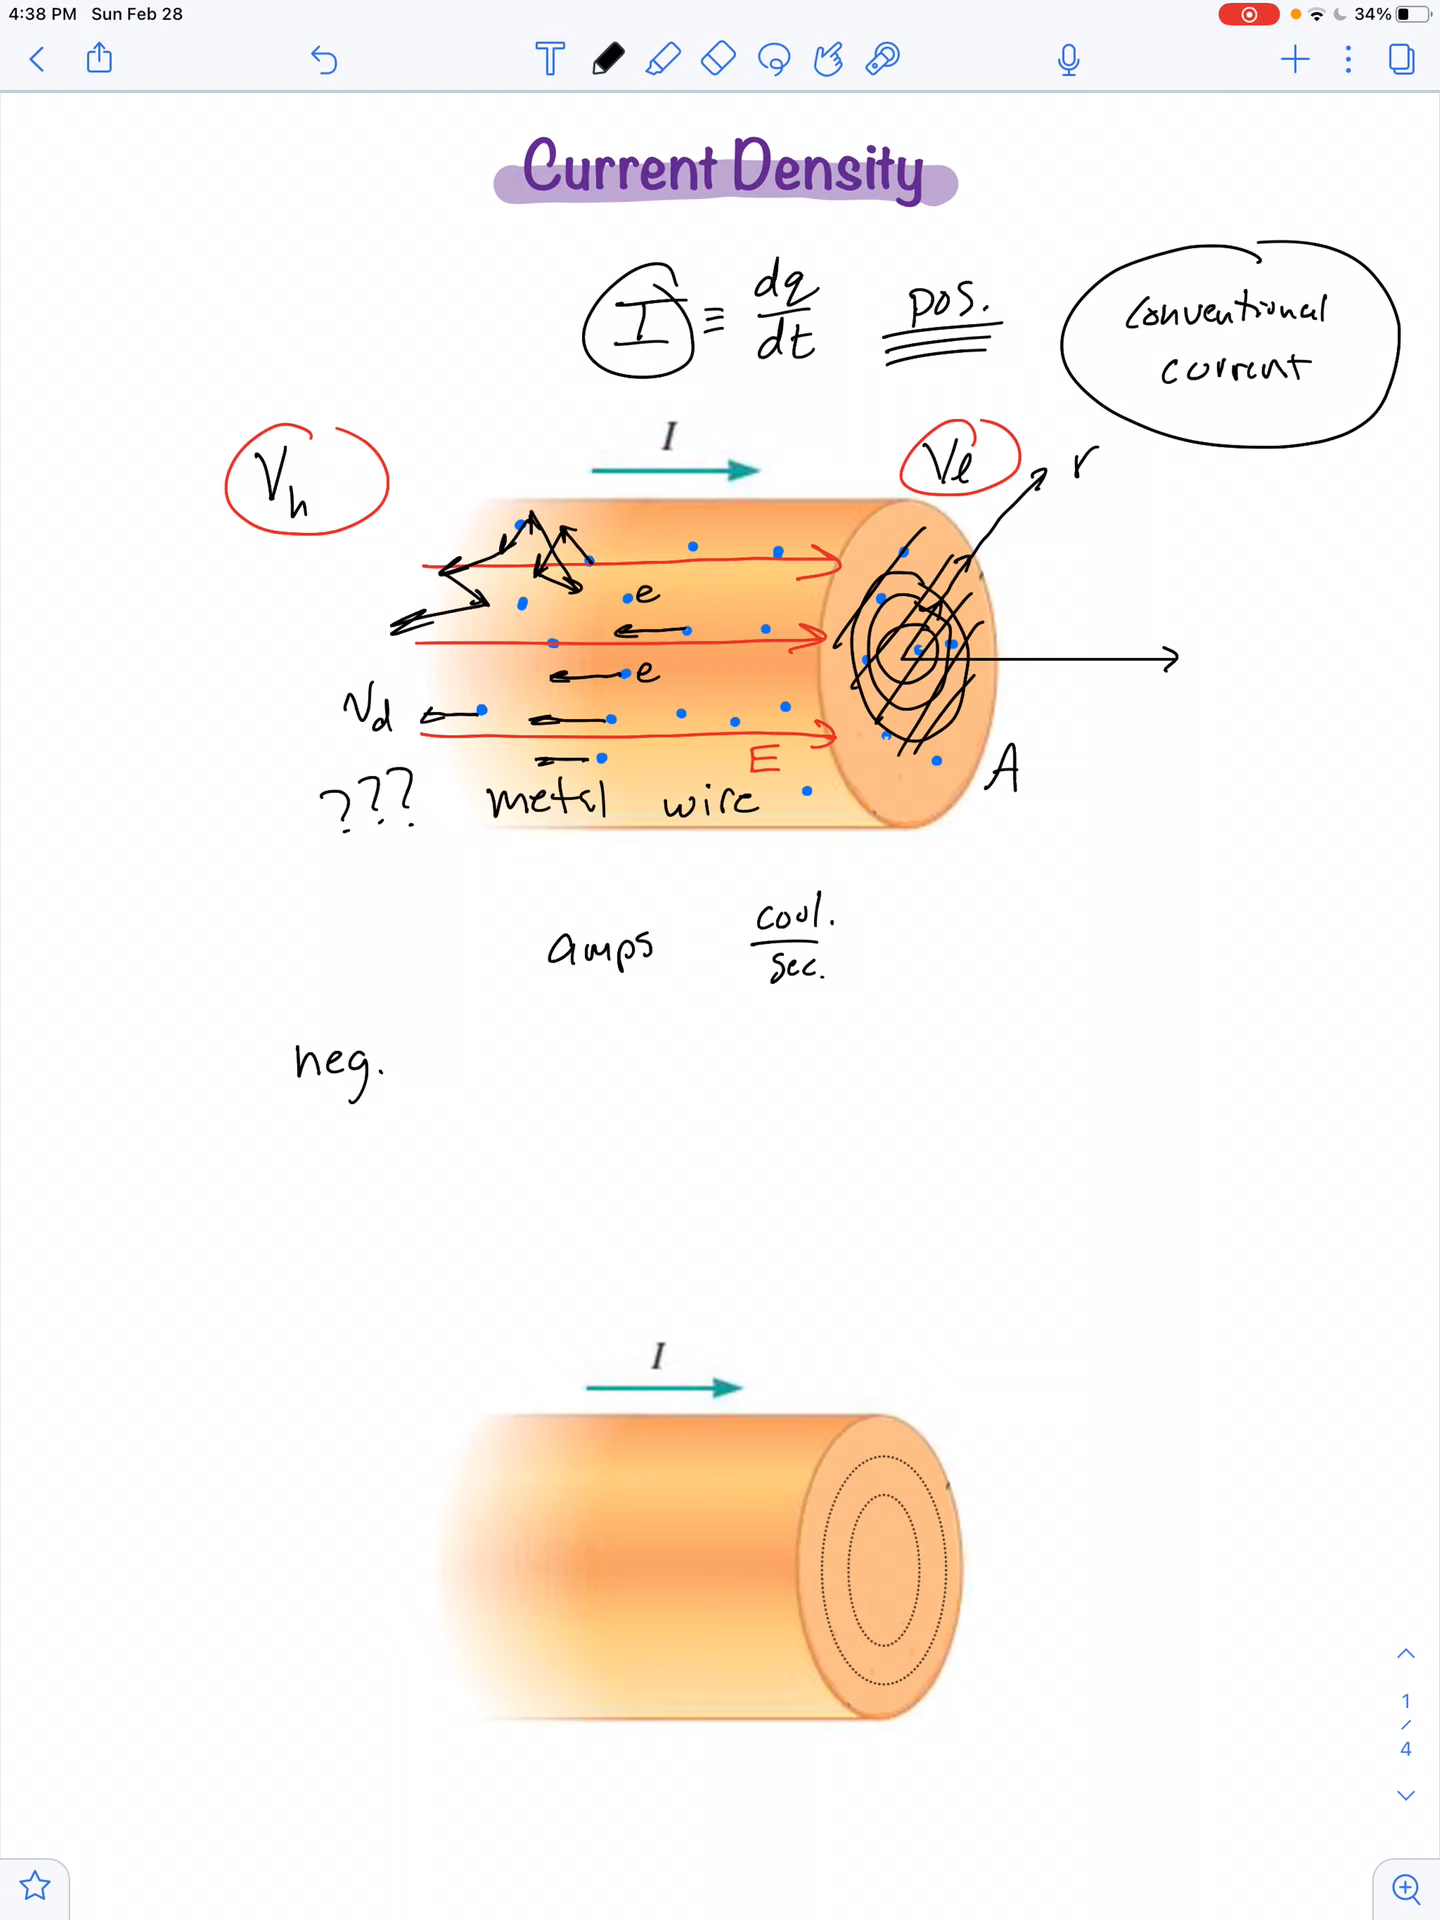 4:38 PM Sun Feb 28
34%
Current Density
I ≡ dq/dt pos.
conventional
current
I
Vh
Ve
r
e
e
Vd
E
A
???
metal wire
amps coul./sec.
neg.
I
1
/
4